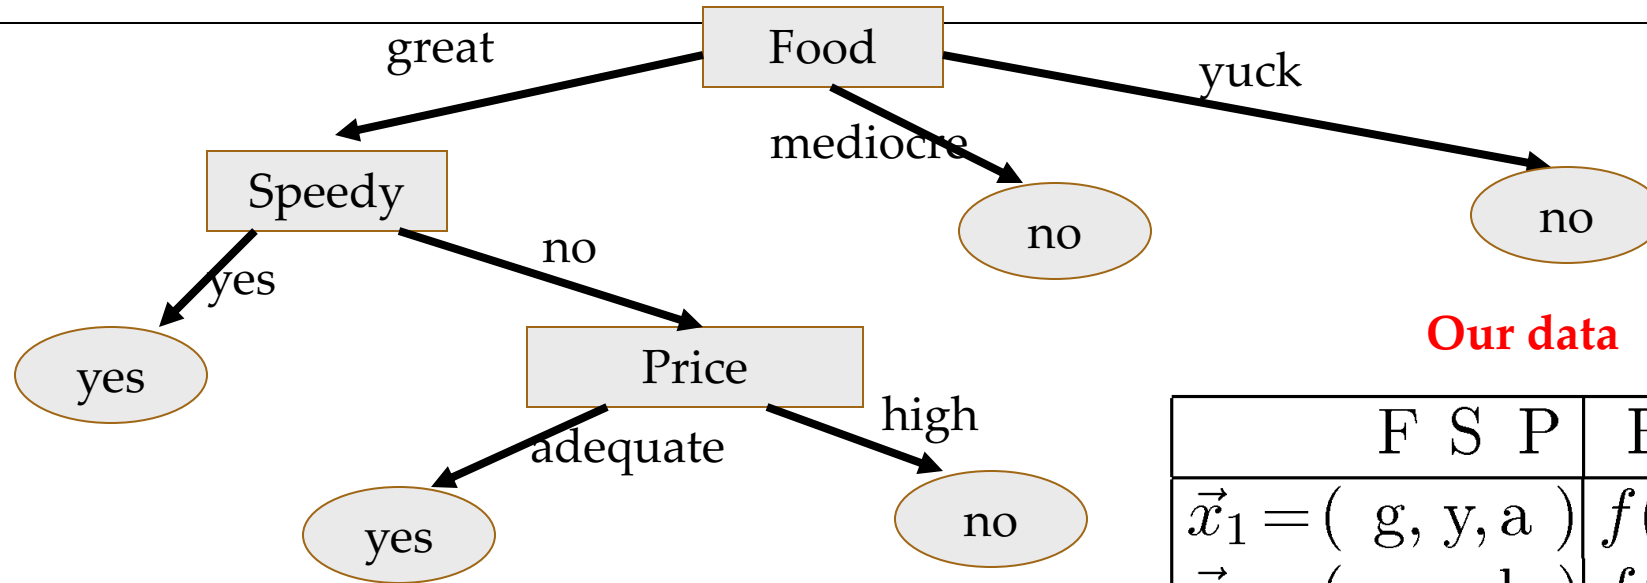 Food
great
yuck
mediocre
Speedy
no
no
no
yes
Our data
Price
yes
high
adequate
F S P
x⃗₁ = ( g, y, a ) f(
no
yes